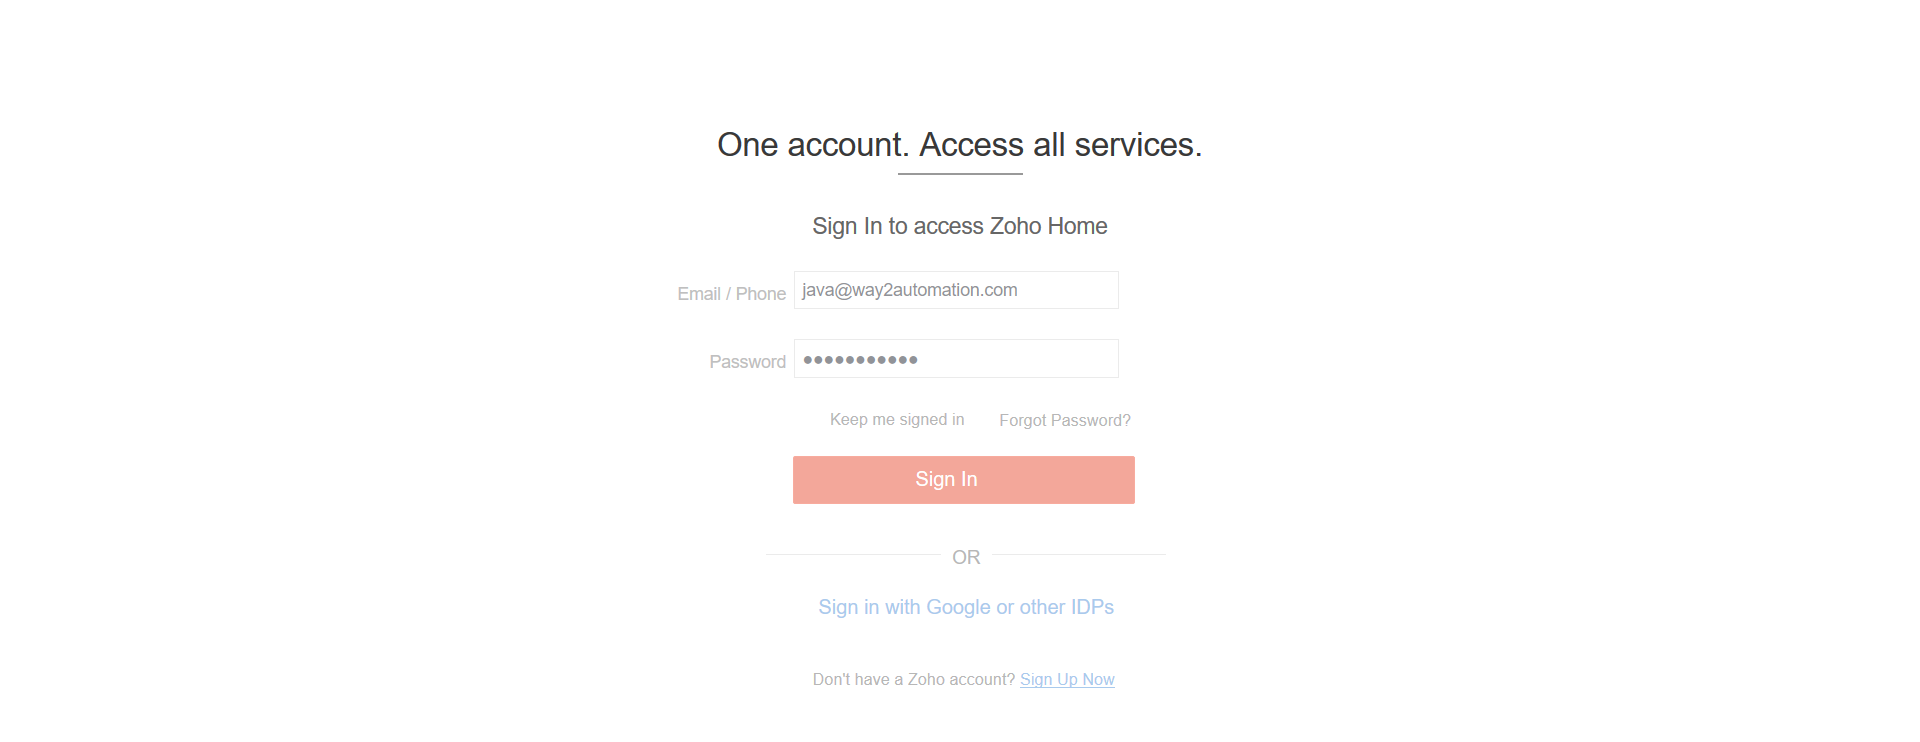 One account. Access all services.
Sign In to access Zoho Home
Email / Phone java@way2automation.com
Password ●●●●●●●●●●●
Keep me signed in Forgot Password?
Sign In
OR
Sign in with Google or other IDPs
Don't have a Zoho account? Sign Up Now